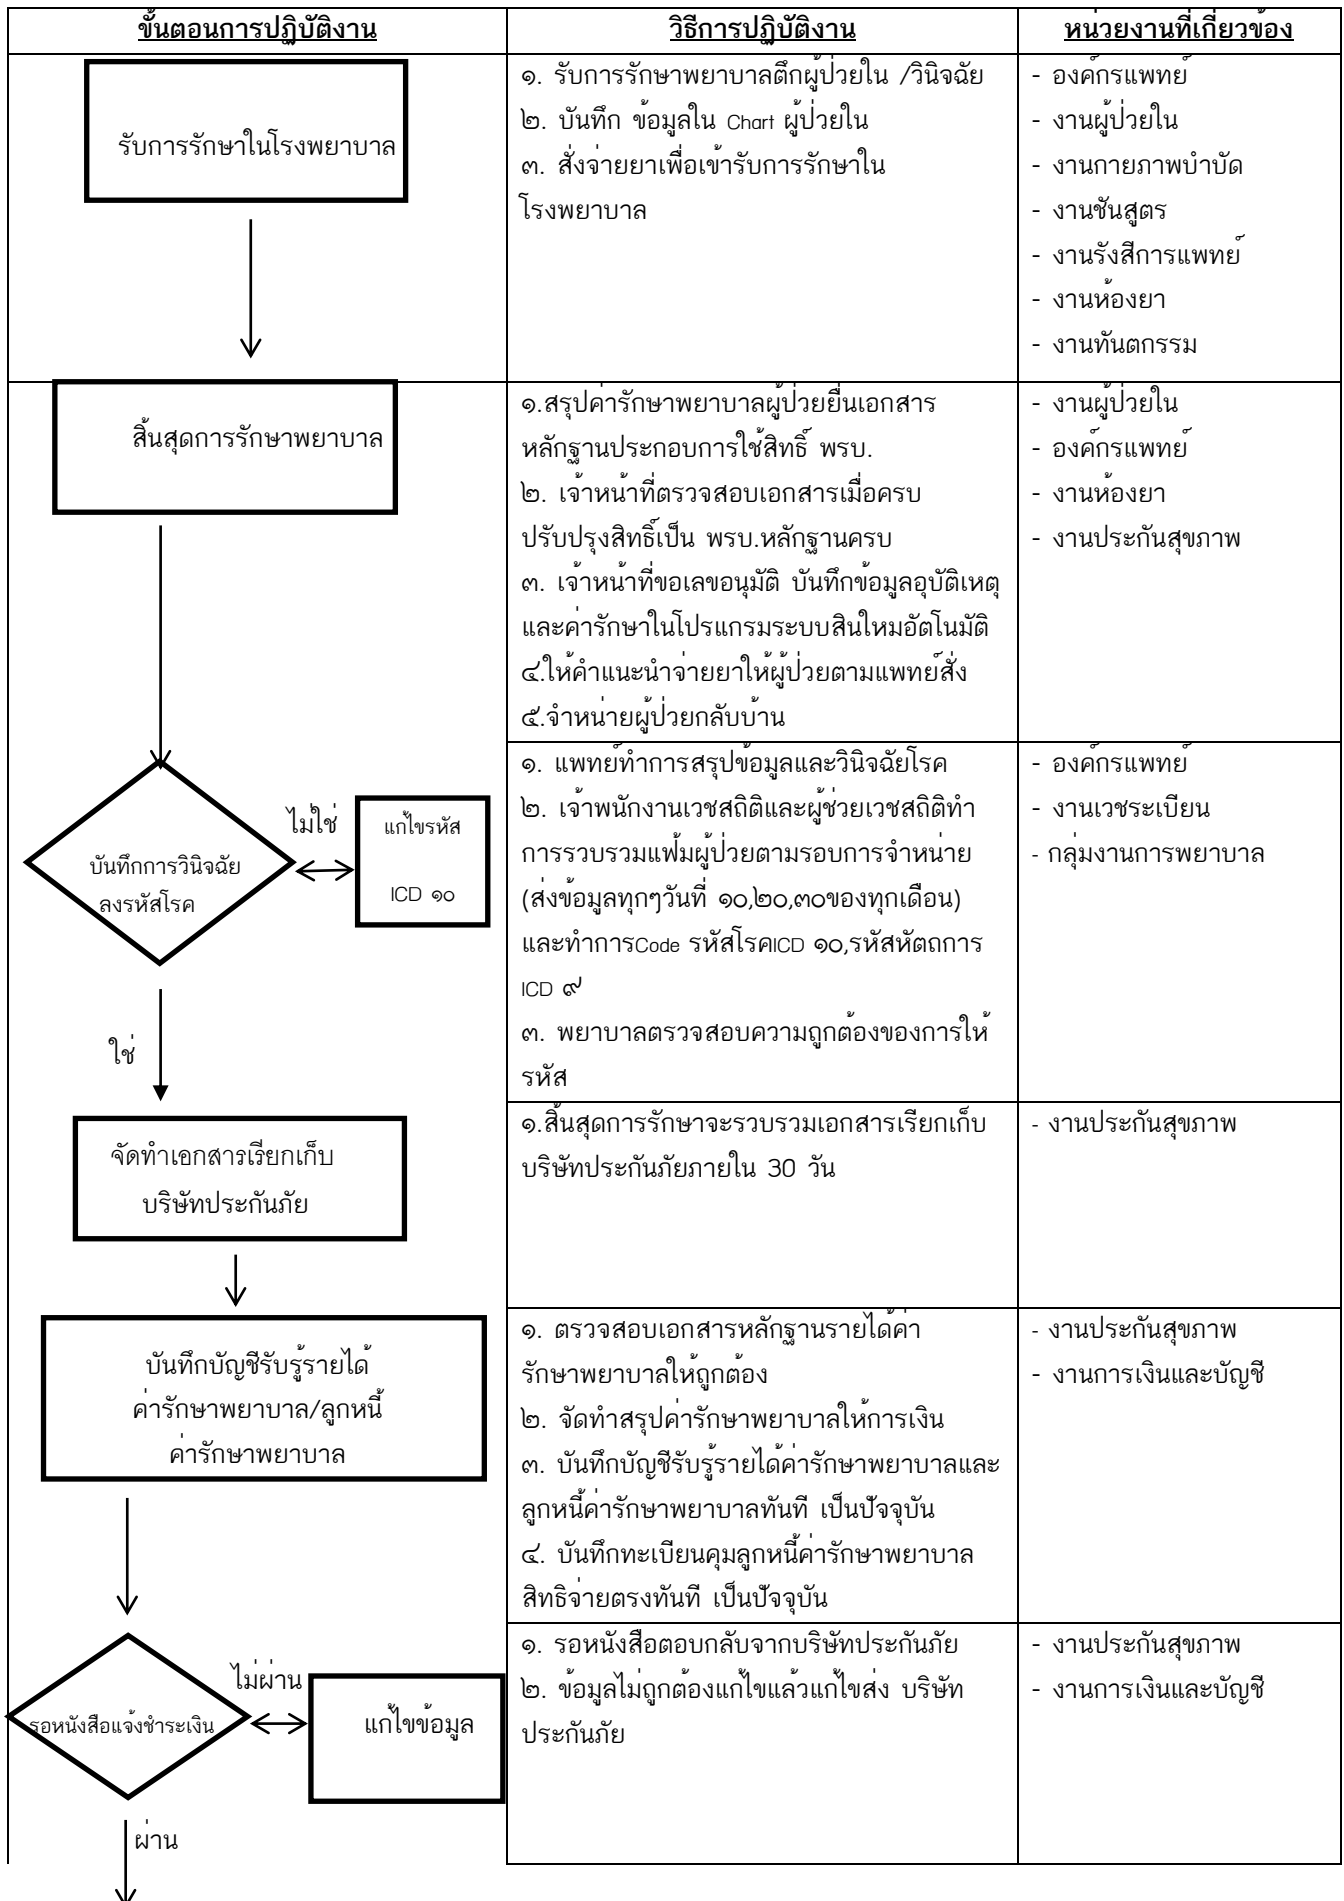 ขั้นตอนการปฏิบัติงาน
วิธีการปฏิบัติงาน
หน่วยงานที่เกี่ยวข้อง
รับการรักษาในโรงพยาบาล
๑. รับการรักษาพยาบาลตึกผู้ป่วยใน /วินิจฉัย
๒. บันทึก ข้อมูลใน Chart ผู้ป่วยใน
๓. สั่งจ่ายยาเพื่อเข้ารับการรักษาใน
โรงพยาบาล
- องค์กรแพทย์
- งานผู้ป่วยใน
- งานกายภาพบำบัด
- งานชันสูตร
- งานรังสีการแพทย์
- งานห้องยา
- งานทันตกรรม
สิ้นสุดการรักษาพยาบาล
๑.สรุปค่ารักษาพยาบาลผู้ป่วยยื่นเอกสาร
หลักฐานประกอบการใช้สิทธิ์ พรบ.
๒. เจ้าหน้าที่ตรวจสอบเอกสารเมื่อครบ
ปรับปรุงสิทธิ์เป็น พรบ.หลักฐานครบ
๓. เจ้าหน้าที่ขอเลขอนุมัติ บันทึกข้อมูลอุบัติเหตุ
และค่ารักษาในโปรแกรมระบบสินไหมอัตโนมัติ
๔.ให้คำแนะนำจ่ายยาให้ผู้ป่วยตามแพทย์สั่ง
๕.จำหน่ายผู้ป่วยกลับบ้าน
- งานผู้ป่วยใน
- องค์กรแพทย์
- งานห้องยา
- งานประกันสุขภาพ
บันทึกการวินิจฉัย
ลงรหัสโรค
ไม่ใช่
แก้ไขรหัส
ICD ๑๐
ใช่
๑. แพทย์ทำการสรุปข้อมูลและวินิจฉัยโรค
๒. เจ้าพนักงานเวชสถิติและผู้ช่วยเวชสถิติทำ
การรวบรวมแฟ้มผู้ป่วยตามรอบการจำหน่าย
(ส่งข้อมูลทุกๆวันที่ ๑๐,๒๐,๓๐ของทุกเดือน)
และทำการCode รหัสโรคICD ๑๐,รหัสหัตถการ
ICD ๙
๓. พยาบาลตรวจสอบความถูกต้องของการให้
รหัส
- องค์กรแพทย์
- งานเวชระเบียน
- กลุ่มงานการพยาบาล
จัดทำเอกสารเรียกเก็บ
บริษัทประกันภัย
๑.สิ้นสุดการรักษาจะรวบรวมเอกสารเรียกเก็บ
บริษัทประกันภัยภายใน 30 วัน
- งานประกันสุขภาพ
บันทึกบัญชีรับรู้รายได้
ค่ารักษาพยาบาล/ลูกหนี้
ค่ารักษาพยาบาล
๑. ตรวจสอบเอกสารหลักฐานรายได้ค่า
รักษาพยาบาลให้ถูกต้อง
๒. จัดทำสรุปค่ารักษาพยาบาลให้การเงิน
๓. บันทึกบัญชีรับรู้รายได้ค่ารักษาพยาบาลและ
ลูกหนี้ค่ารักษาพยาบาลทันที เป็นปัจจุบัน
๔. บันทึกทะเบียนคุมลูกหนี้ค่ารักษาพยาบาล
สิทธิจ่ายตรงทันที เป็นปัจจุบัน
- งานประกันสุขภาพ
- งานการเงินและบัญชี
รอหนังสือแจ้งชำระเงิน
ไม่ผ่าน
แก้ไขข้อมูล
ผ่าน
๑. รอหนังสือตอบกลับจากบริษัทประกันภัย
๒. ข้อมูลไม่ถูกต้องแก้ไขแล้วแก้ไขส่ง บริษัท
ประกันภัย
- งานประกันสุขภาพ
- งานการเงินและบัญชี